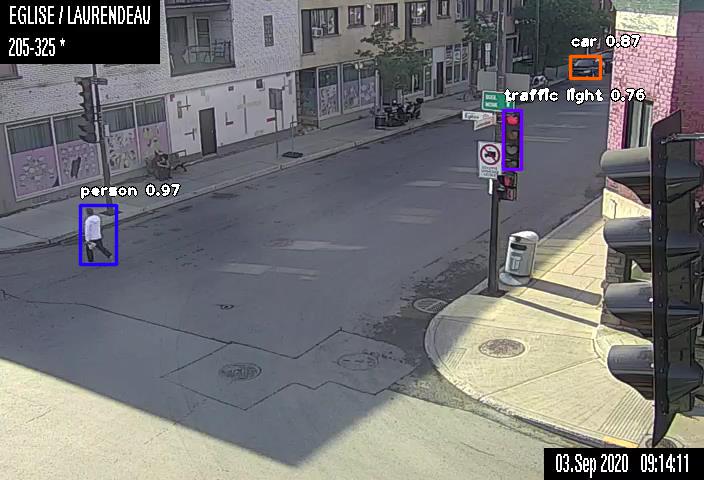 EGLISE / LAURENDEAU
205-325 *
car 0.87
traffic light 0.76
Église
person 0.97
03.Sep 2020 09:14:11